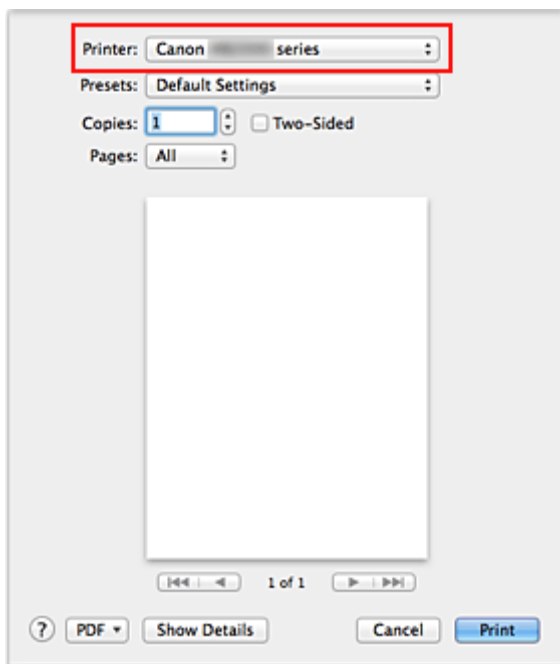 Printer: Canon series
Presets: Default Settings
Copies: 1 Two-Sided
Pages: All
1 of 1
? PDF Show Details Cancel Print